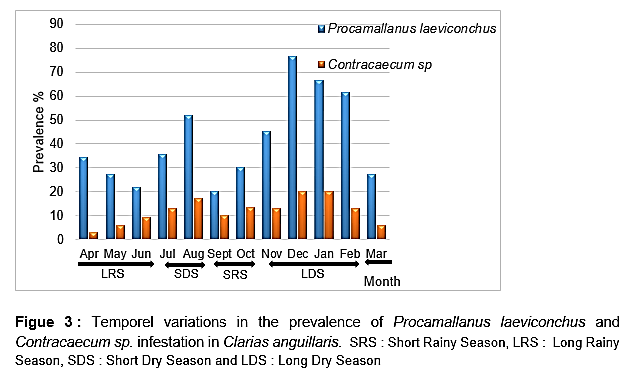 90
80
70
60
50
40
30
20
10
0
Prevalence %
Procamallanus laeviconchus
Contracaecum sp
Apr May Jun Jul Aug Sept Oct Nov Dec Jan Feb Mar
LRS SDS SRS LDS
Month
Figue 3 : Temporel variations in the prevalence of Procamallanus laeviconchus and
Contracaecum sp. infestation in Clarias anguillaris. SRS : Short Rainy Season, LRS : Long Rainy
Season, SDS : Short Dry Season and LDS : Long Dry Season